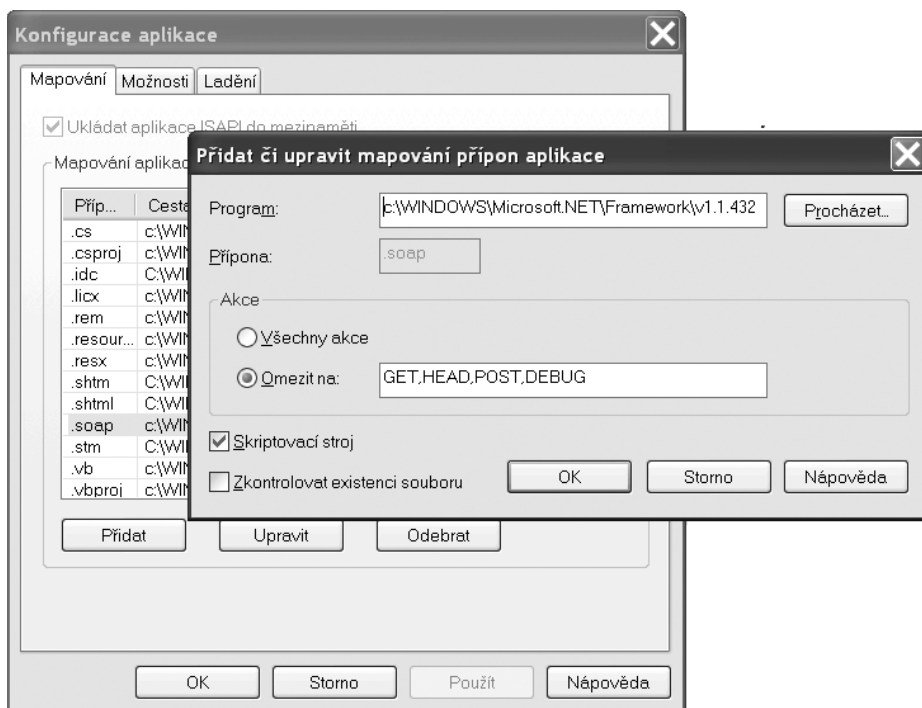 Konfigurace aplikace
Mapování Možnosti Ladění
Ukládat aplikace ISAPI do mezipaměti
Mapování aplikac
Příp... Cesta
.cs c:\WIN
.csproj c:\WIN
.idc C:\WIN
.licx c:\WIN
.rem c:\WIN
.resour... c:\WIN
.resx c:\WIN
.shtm C:\WIN
.shtml C:\WIN
.soap c:\WIN
.stm C:\WIN
.vb c:\WIN
.vbproj c:\WIN
Přidat Upravit Odebrat
OK Storno Použít Nápověda
Přidat či upravit mapování přípon aplikace
Program: c:\WINDOWS\Microsoft.NET\Framework\v1.1.432 Procházet...
Přípona: .soap
Akce
Všechny akce
Omezit na: GET,HEAD,POST,DEBUG
Skriptovací stroj
Zkontrolovat existenci souboru
OK Storno Nápověda